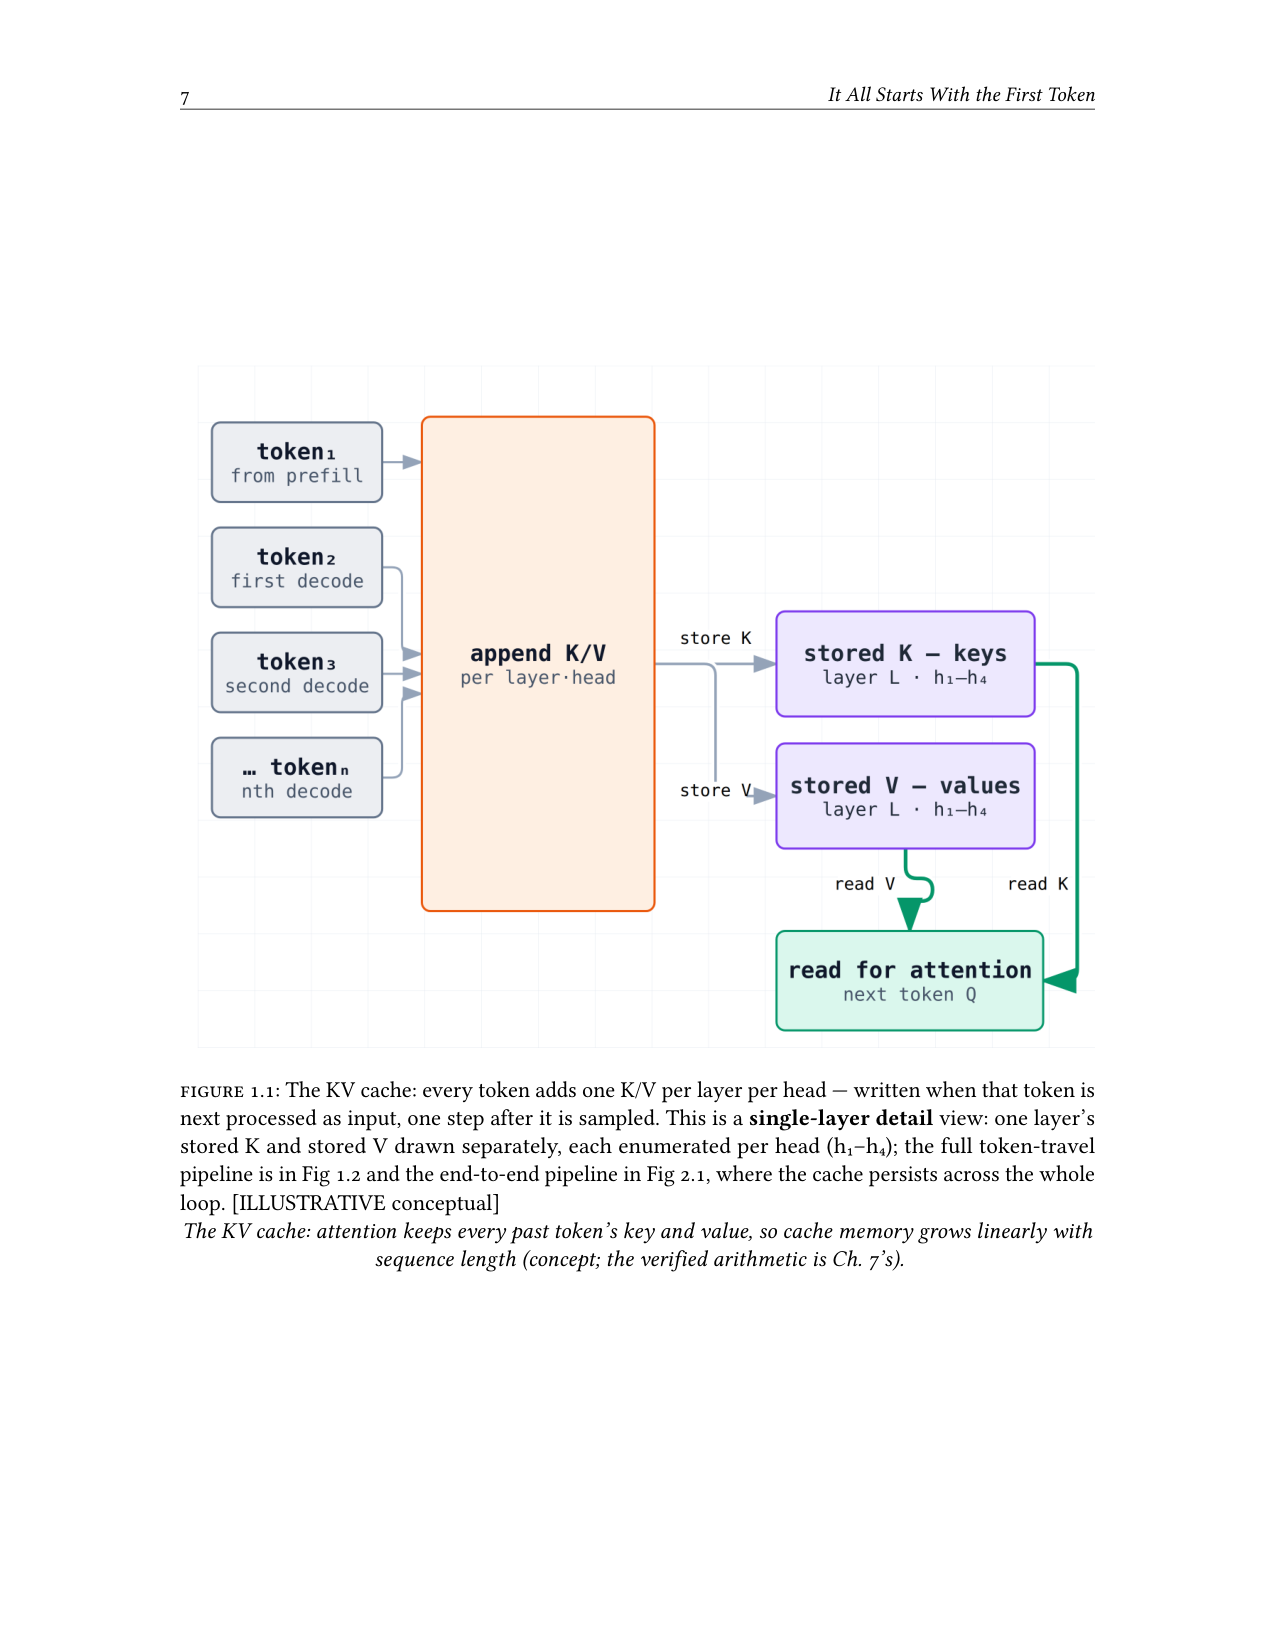 7
It All Starts With the First Token
token₁
from prefill
token₂
first decode
token₃
second decode
… tokenₙ
nth decode
append K/V
per layer·head
store K
stored K — keys
layer L · h₁—h₄
store V
stored V — values
layer L · h₁—h₄
read V
read K
read for attention
next token Q
FIGURE 1.1: The KV cache: every token adds one K/V per layer per head — written when that token is
next processed as input, one step after it is sampled. This is a single-layer detail view: one layer’s
stored K and stored V drawn separately, each enumerated per head (h₁–h₄); the full token-travel
pipeline is in Fig 1.2 and the end-to-end pipeline in Fig 2.1, where the cache persists across the whole
loop. [ILLUSTRATIVE conceptual]
The KV cache: attention keeps every past token’s key and value, so cache memory grows linearly with
sequence length (concept; the verified arithmetic is Ch. 7’s).